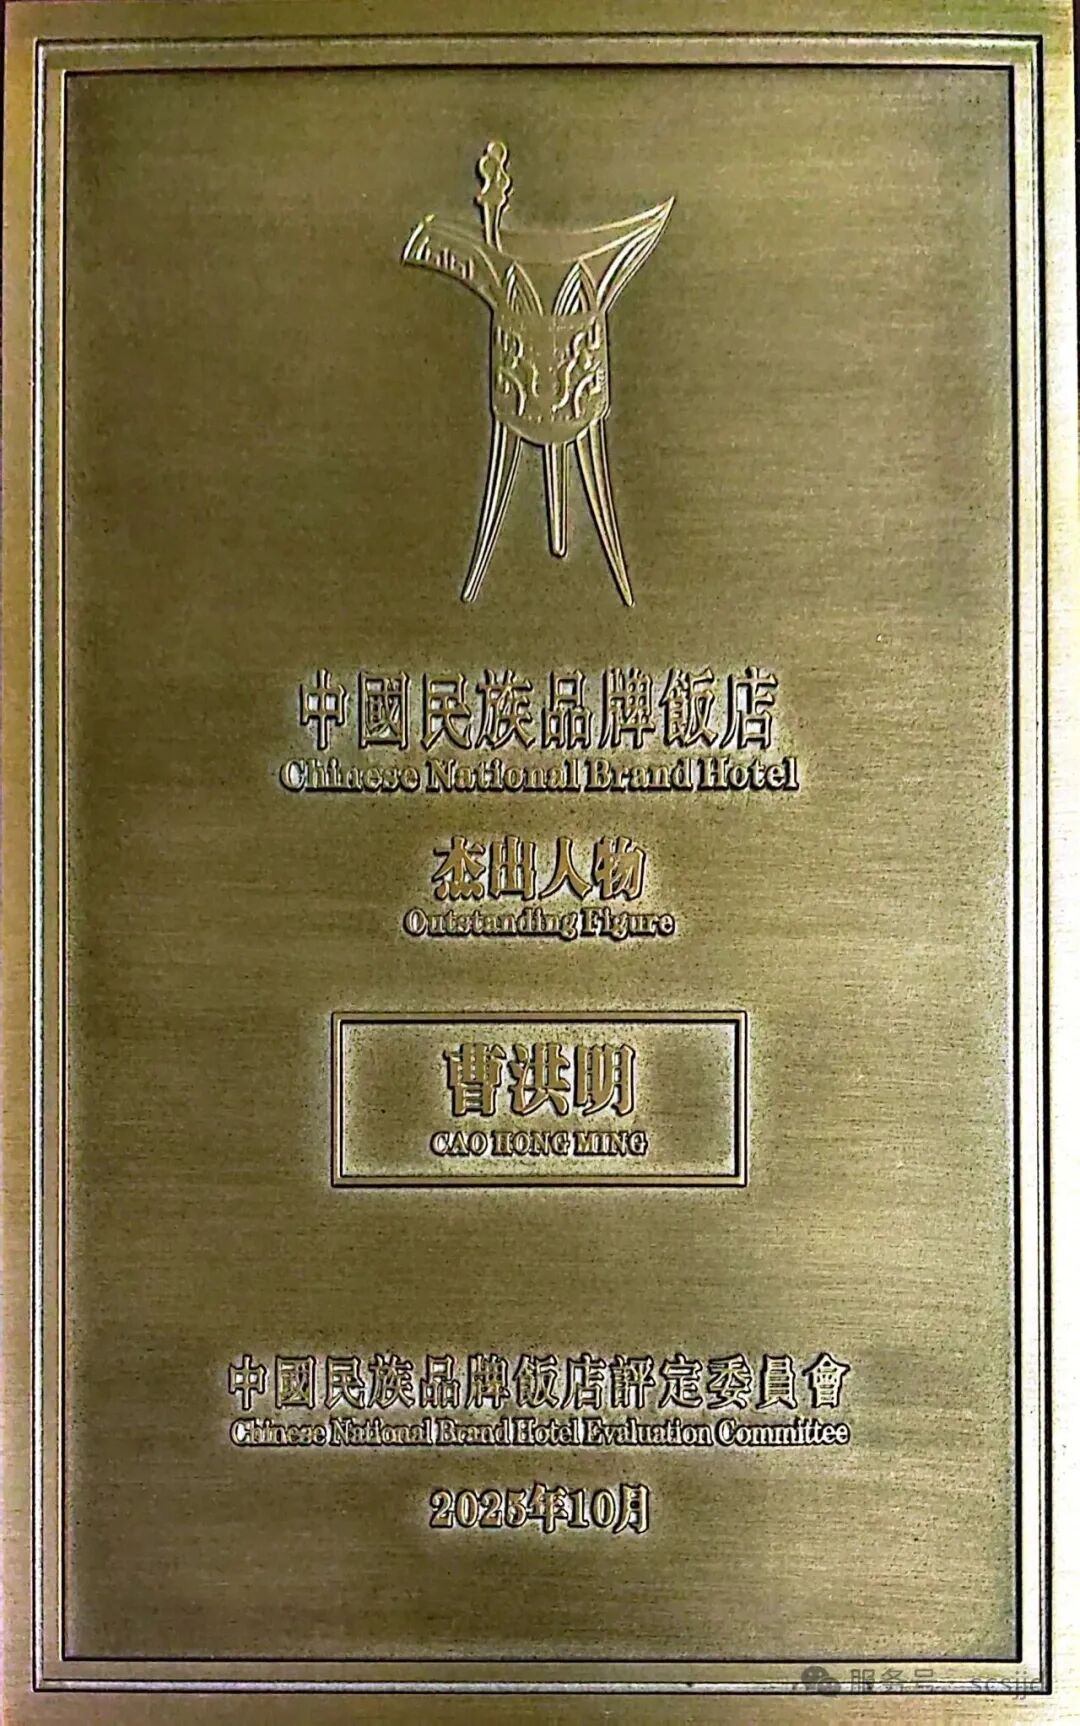 中國民族品牌飯店
Chinese National Brand Hotel
杰出人物
Outstanding Figure
曹洪明
CAO HONG MING
中國民族品牌飯店評定委員會
Chinese National Brand Hotel Evaluation Committee
2025年10月
服务号